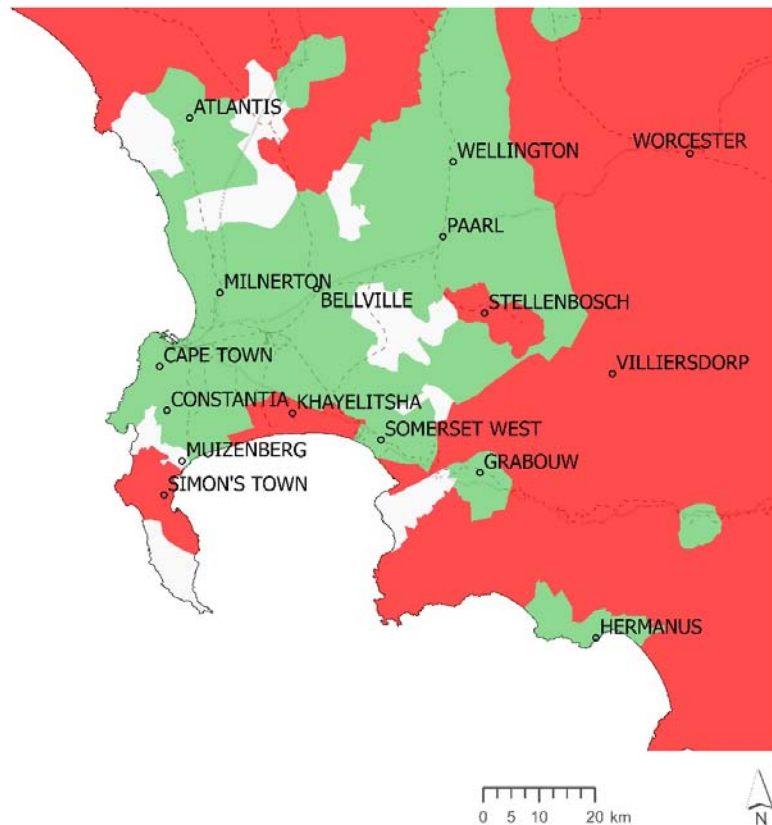 ATLANTIS
WORCESTER
WELLINGTON
PAARL
MILNERTON
BELLVILLE
STELLENBOSCH
CAPE TOWN
VILLIERSDORP
CONSTANTIA
KHAYELITSHA
SOMERSET WEST
MUIZENBERG
GRABOUW
SIMON'S TOWN
HERMANUS
0 5 10 20 km
N